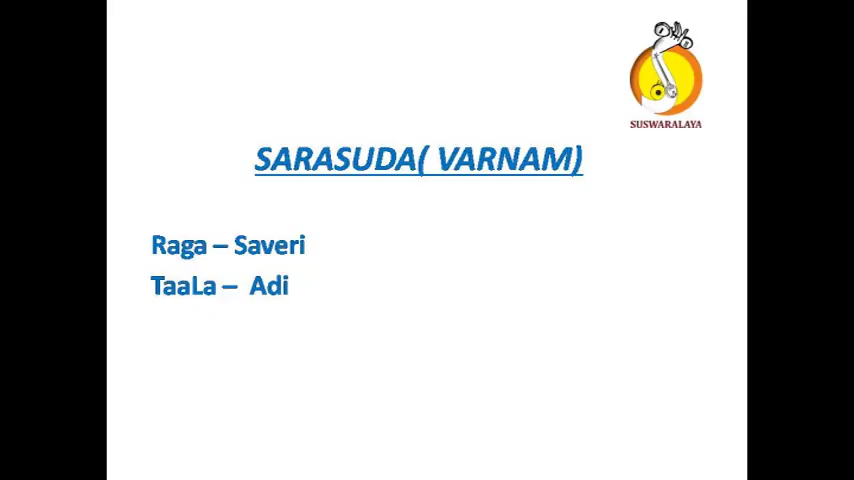 SUSWARALAYA
SARASUDA( VARNAM)
Raga – Saveri
TaaLa – Adi